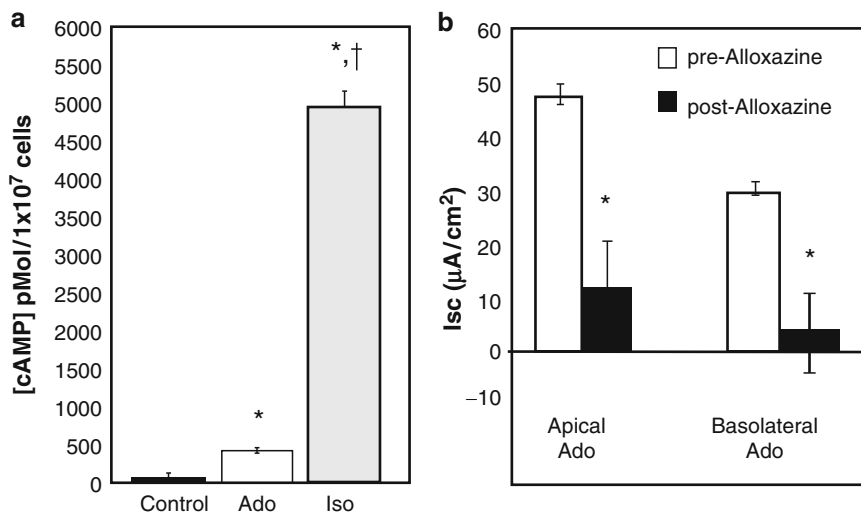 a
[cAMP] pMol/1x10⁷ cells
6000
5500
5000
4500
4000
3500
3000
2500
2000
1500
1000
500
0
*
*,†
Control Ado Iso
b
Isc (μA/cm²)
60
50
40
30
20
10
0
−10
pre-Alloxazine
post-Alloxazine
*
*
Apical
Ado
Basolateral
Ado